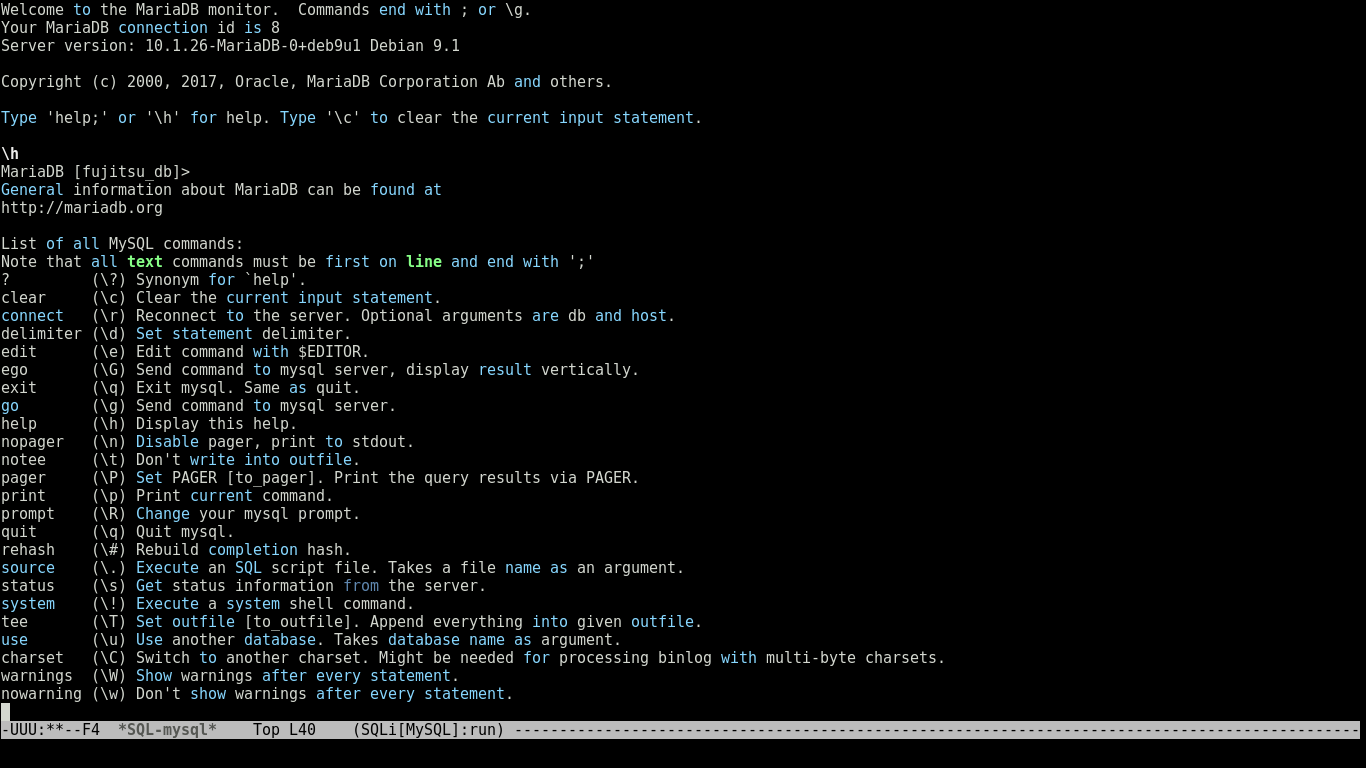 Welcome to the MariaDB monitor.  Commands end with ; or \g.
Your MariaDB connection id is 8
Server version: 10.1.26-MariaDB-0+deb9u1 Debian 9.1

Copyright (c) 2000, 2017, Oracle, MariaDB Corporation Ab and others.

Type 'help;' or '\h' for help. Type '\c' to clear the current input statement.

\h
MariaDB [fujitsu_db]>
General information about MariaDB can be found at
http://mariadb.org

List of all MySQL commands:
Note that all text commands must be first on line and end with ';'
?         (\?) Synonym for `help'.
clear     (\c) Clear the current input statement.
connect   (\r) Reconnect to the server. Optional arguments are db and host.
delimiter (\d) Set statement delimiter.
edit      (\e) Edit command with $EDITOR.
ego       (\G) Send command to mysql server, display result vertically.
exit      (\q) Exit mysql. Same as quit.
go        (\g) Send command to mysql server.
help      (\h) Display this help.
nopager   (\n) Disable pager, print to stdout.
notee     (\t) Don't write into outfile.
pager     (\P) Set PAGER [to_pager]. Print the query results via PAGER.
print     (\p) Print current command.
prompt    (\R) Change your mysql prompt.
quit      (\q) Quit mysql.
rehash    (\#) Rebuild completion hash.
source    (\.) Execute an SQL script file. Takes a file name as an argument.
status    (\s) Get status information from the server.
system    (\!) Execute a system shell command.
tee       (\T) Set outfile [to_outfile]. Append everything into given outfile.
use       (\u) Use another database. Takes database name as argument.
charset   (\C) Switch to another charset. Might be needed for processing binlog with multi-byte charsets.
warnings  (\W) Show warnings after every statement.
nowarning (\w) Don't show warnings after every statement.
-UUU:**--F4  *SQL-mysql*    Top L40    (SQLi[MySQL]:run) ----------------------------------------------------------------------------------------------